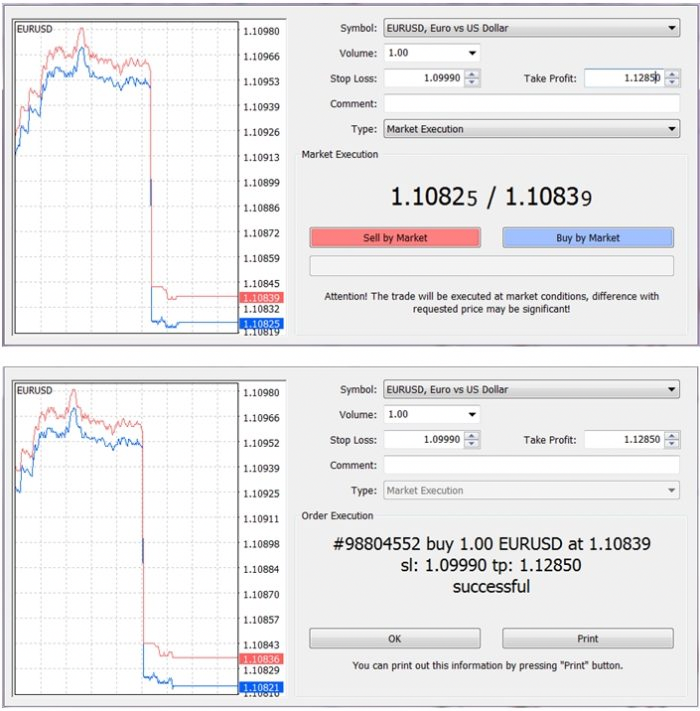 EURUSD
1.10980
1.10966
1.10953
1.10939
1.10926
1.10913
1.10899
1.10886
1.10872
1.10859
1.10845
1.10839
1.10832
1.10825
1.10819
Symbol: EURUSD, Euro vs US Dollar
Volume: 1.00
Stop Loss: 1.09990 Take Profit: 1.12850
Comment:
Type: Market Execution
Market Execution
1.10825 / 1.10839
Sell by Market Buy by Market
Attention! The trade will be executed at market conditions, difference with
requested price may be significant!
EURUSD
1.10980
1.10966
1.10952
1.10939
1.10925
1.10911
1.10898
1.10884
1.10870
1.10857
1.10843
1.10836
1.10829
1.10821
1.10816
Symbol: EURUSD, Euro vs US Dollar
Volume: 1.00
Stop Loss: 1.09990 Take Profit: 1.12850
Comment:
Type: Market Execution
Order Execution
#98804552 buy 1.00 EURUSD at 1.10839
sl: 1.09990 tp: 1.12850
successful
OK Print
You can print out this information by pressing "Print" button.